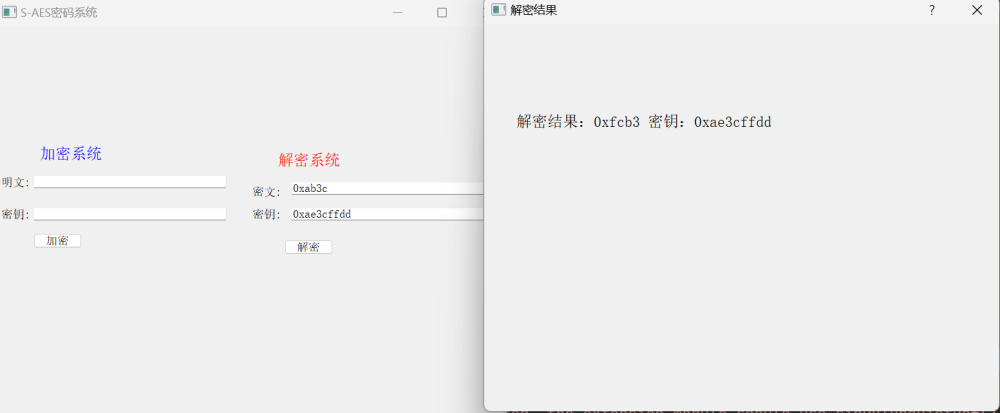 S-AES密码系统
加密系统
明文：
密钥：
加密
解密系统
密文： 0xab3c
密钥： 0xae3cffdd
解密
解密结果
?
解密结果：0xfcb3 密钥：0xae3cffdd